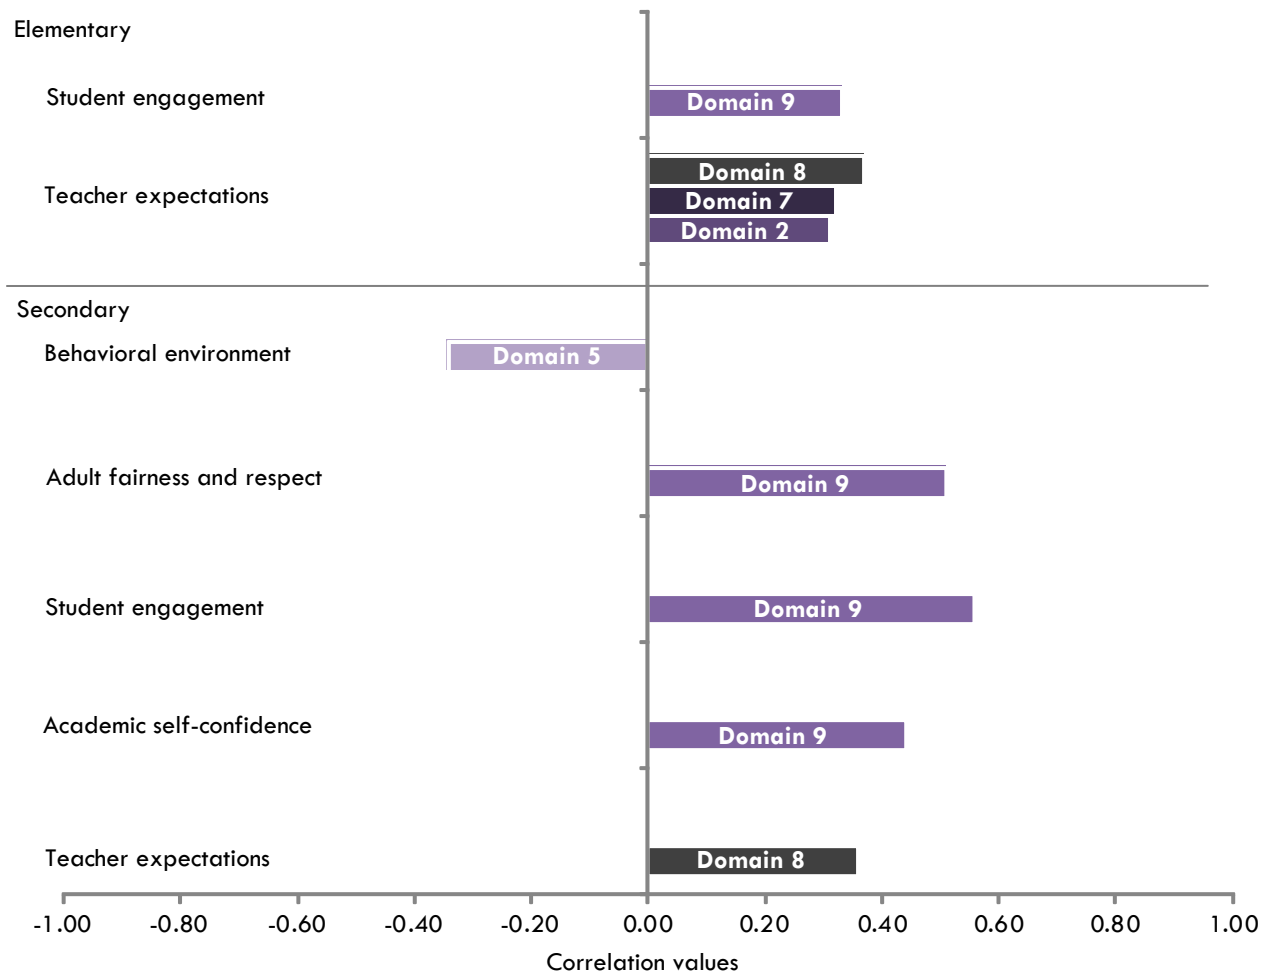 Elementary
Student engagement
Domain 9
Teacher expectations
Domain 8
Domain 7
Domain 2
Secondary
Behavioral environment
Domain 5
Adult fairness and respect
Domain 9
Student engagement
Domain 9
Academic self-confidence
Domain 9
Teacher expectations
Domain 8
-1.00 -0.80 -0.60 -0.40 -0.20 0.00 0.20 0.40 0.60 0.80 1.00
Correlation values